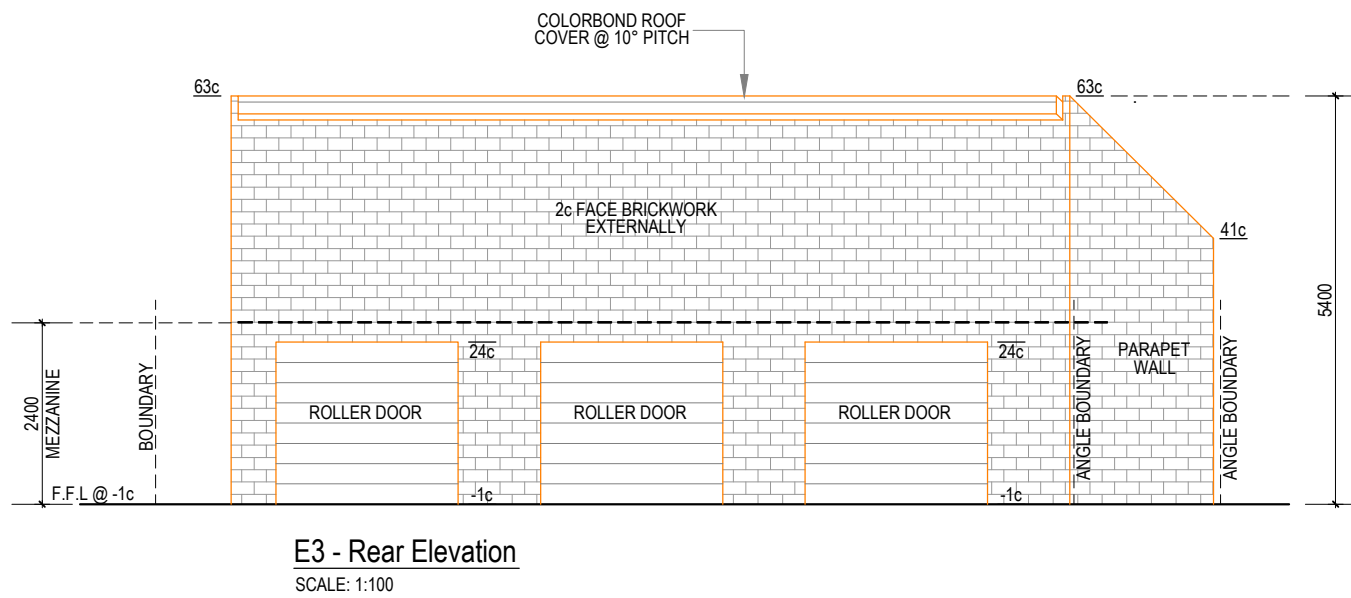 COLORBOND ROOF
COVER @ 10° PITCH
63c
63c
2c FACE BRICKWORK
EXTERNALLY
41c
5400
24c
24c
PARAPET
WALL
2400
MEZZANINE
BOUNDARY
ROLLER DOOR
ROLLER DOOR
ROLLER DOOR
ANGLE BOUNDARY
ANGLE BOUNDARY
F.F.L @ -1c
-1c
-1c
E3 - Rear Elevation
SCALE: 1:100